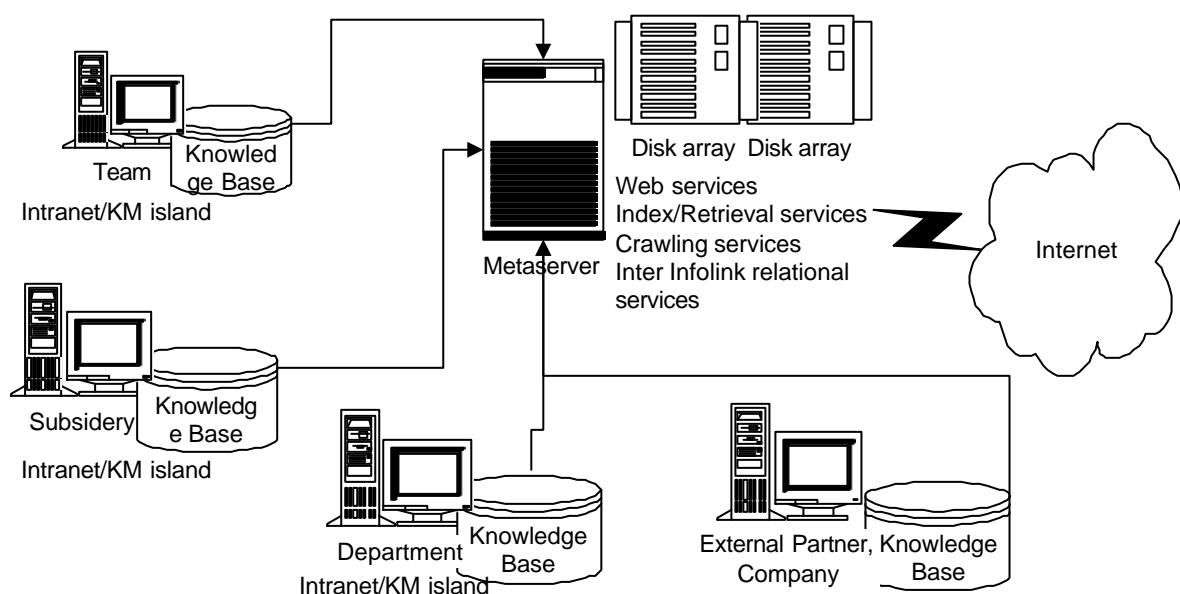 Knowled
ge Base
Team
Intranet/KM island
Disk array Disk array
Web services
Index/Retrieval services
Crawling services
Inter Infolink relational
services
Metaserver
Internet
Knowledg
e Base
Subsidery
Intranet/KM island
Knowledge
Base
Department
Intranet/KM island
External Partner,
Company
Knowledge
Base